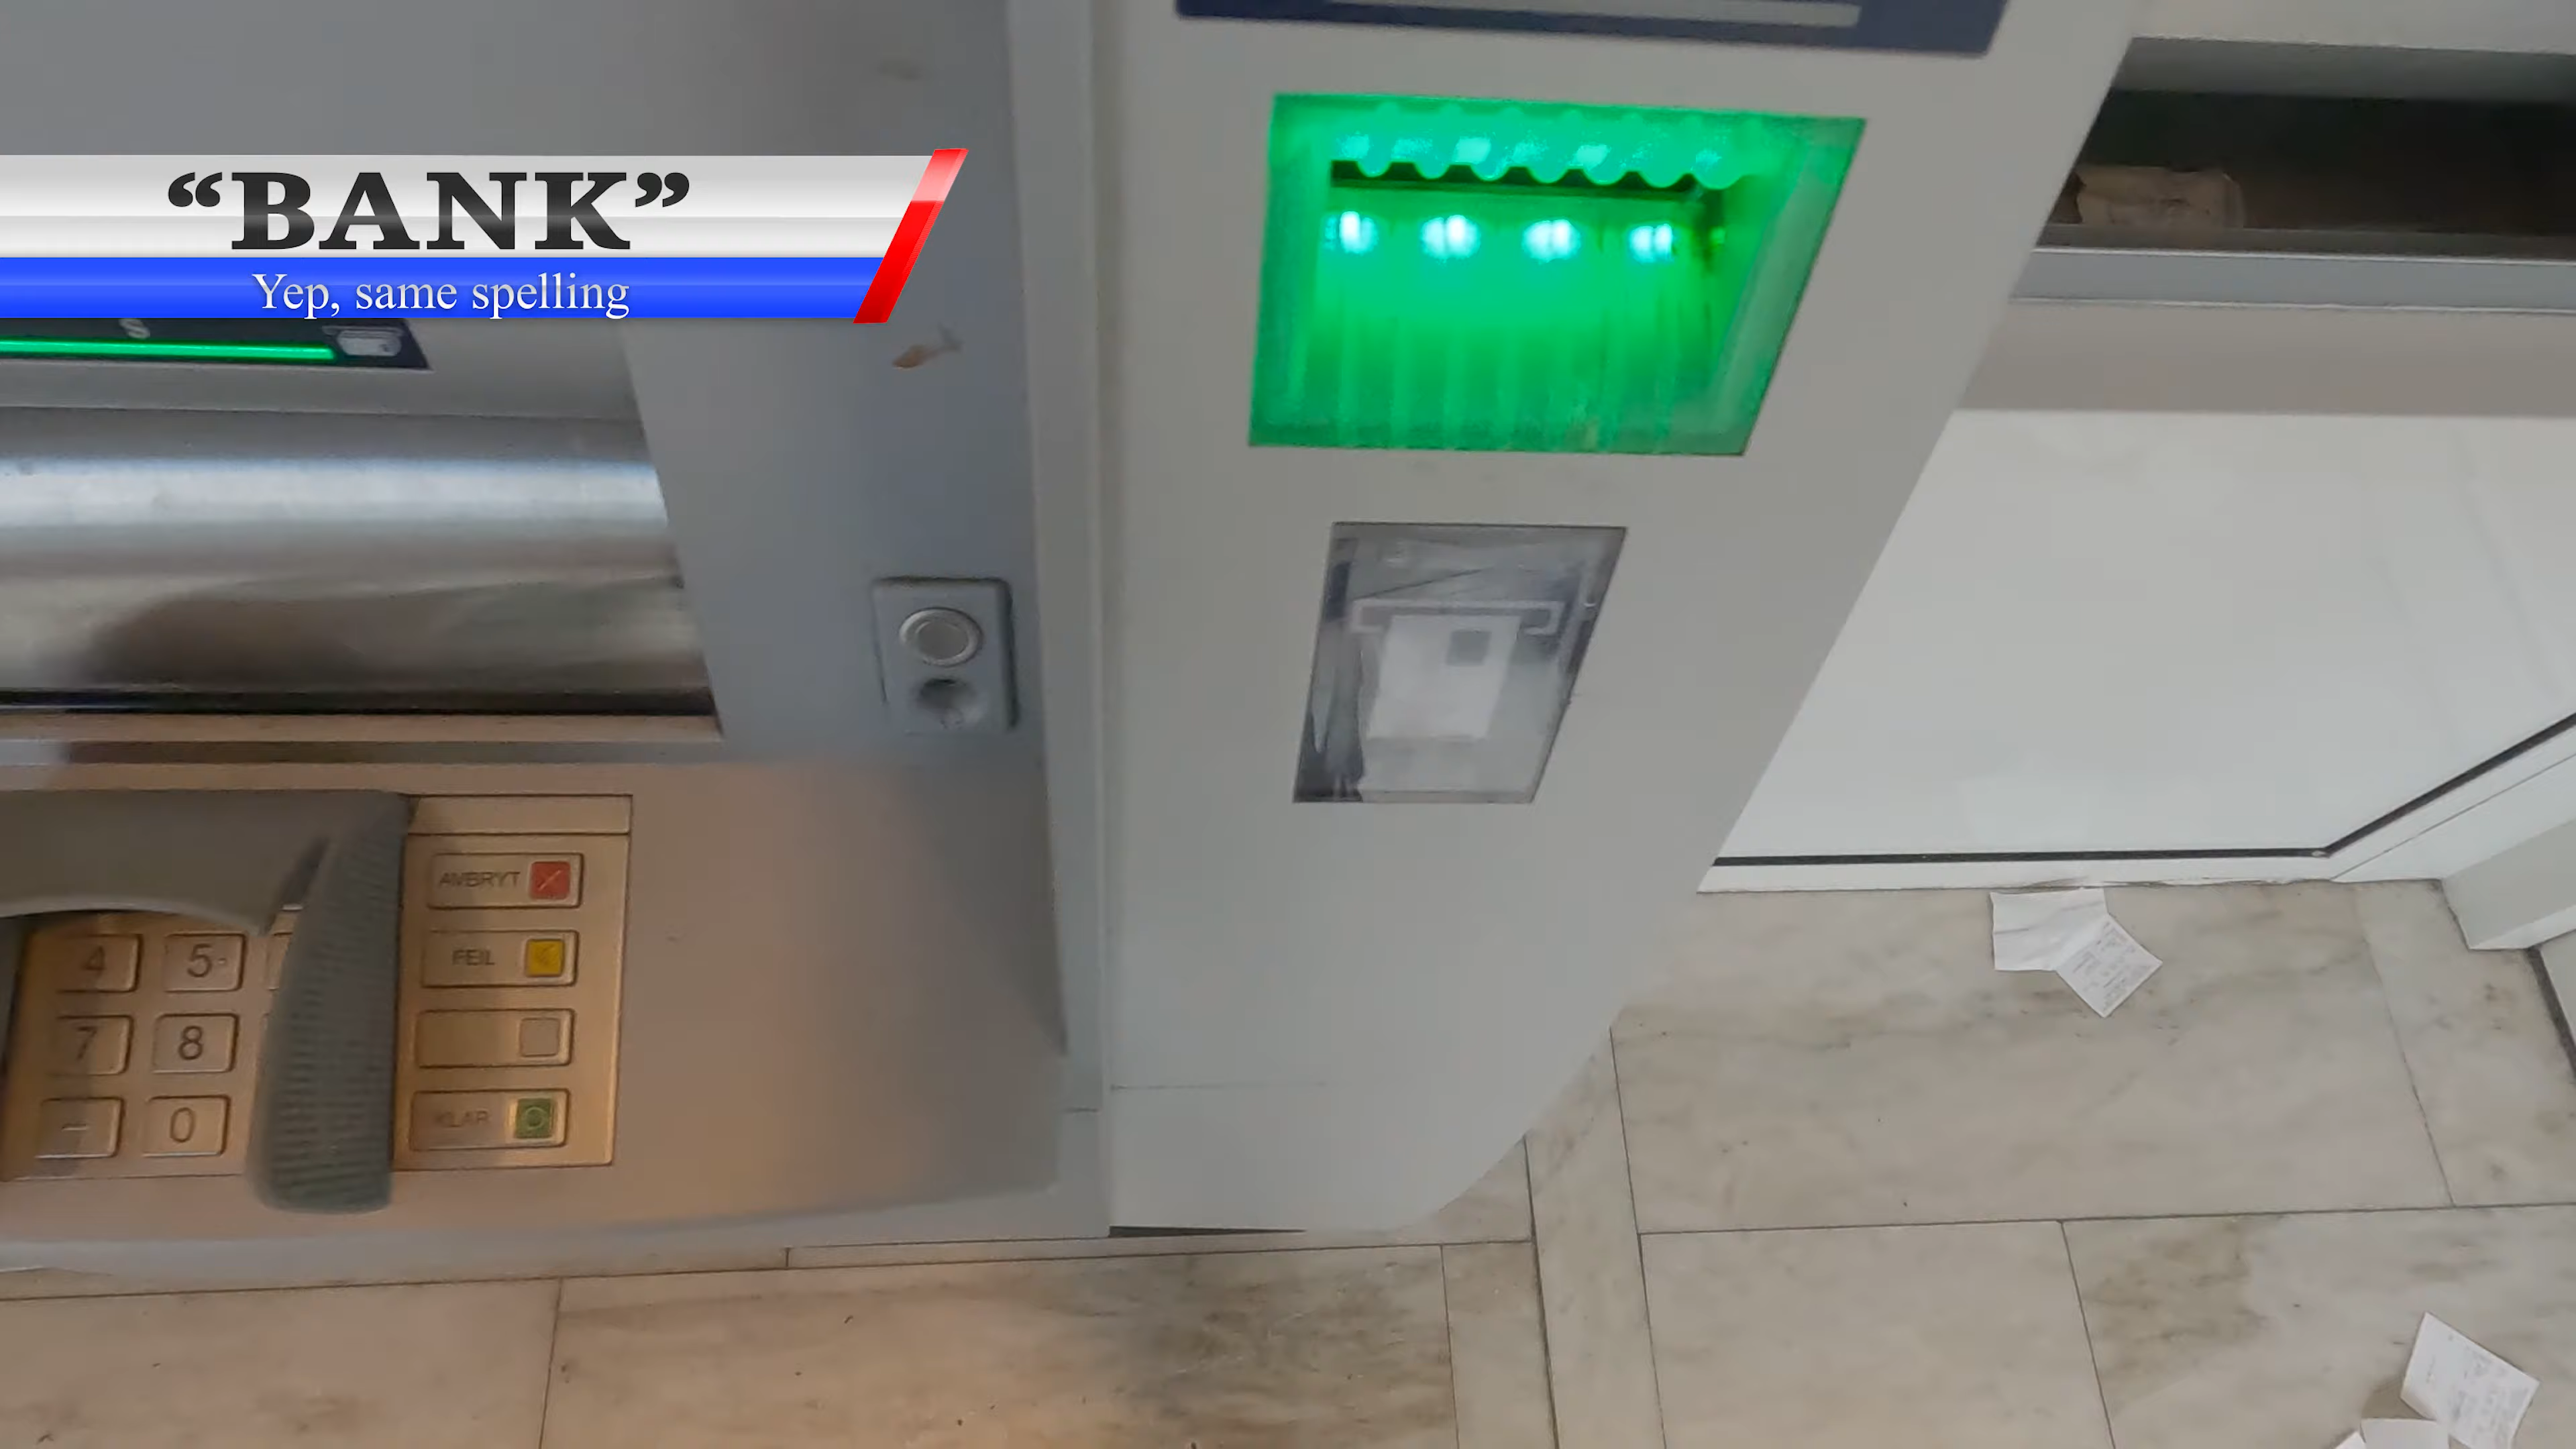 “BANK”
Yep, same spelling
AVBRYT
4 5
FEIL
7 8
0
KLAR